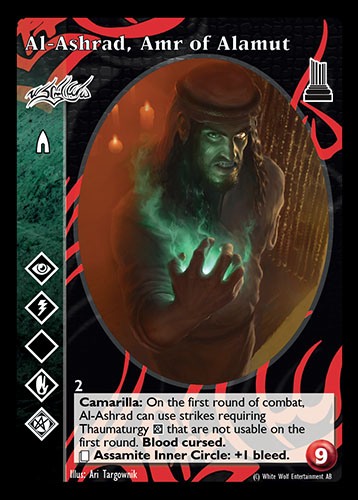 Al-Ashrad, Amr of Alamut
2
Camarilla: On the first round of combat,
Al-Ashrad can use strikes requiring
Thaumaturgy that are not usable on the
first round. Blood cursed.
Assamite Inner Circle: +1 bleed.
9
Illus: Ari Targownik
(C) White Wolf Entertainment AB